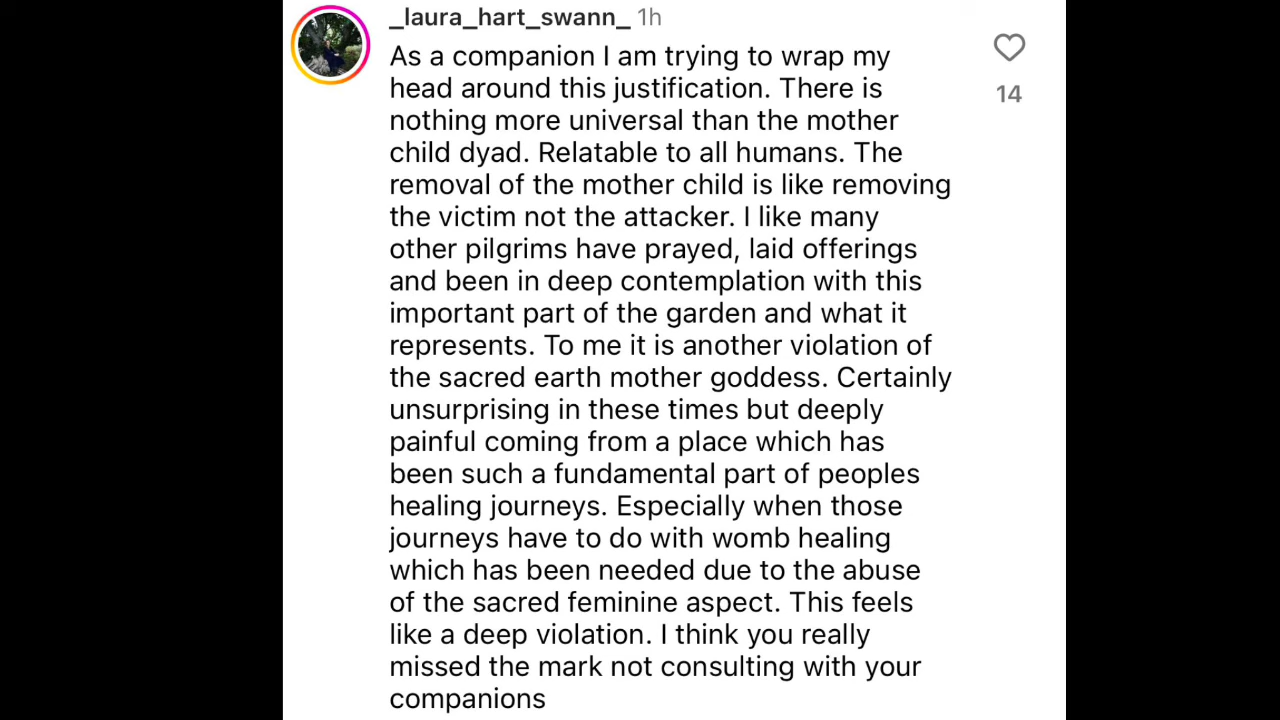 _laura_hart_swann_ 1h
As a companion I am trying to wrap my
head around this justification. There is
nothing more universal than the mother
child dyad. Relatable to all humans. The
removal of the mother child is like removing
the victim not the attacker. I like many
other pilgrims have prayed, laid offerings
and been in deep contemplation with this
important part of the garden and what it
represents. To me it is another violation of
the sacred earth mother goddess. Certainly
unsurprising in these times but deeply
painful coming from a place which has
been such a fundamental part of peoples
healing journeys. Especially when those
journeys have to do with womb healing
which has been needed due to the abuse
of the sacred feminine aspect. This feels
like a deep violation. I think you really
missed the mark not consulting with your
companions
14